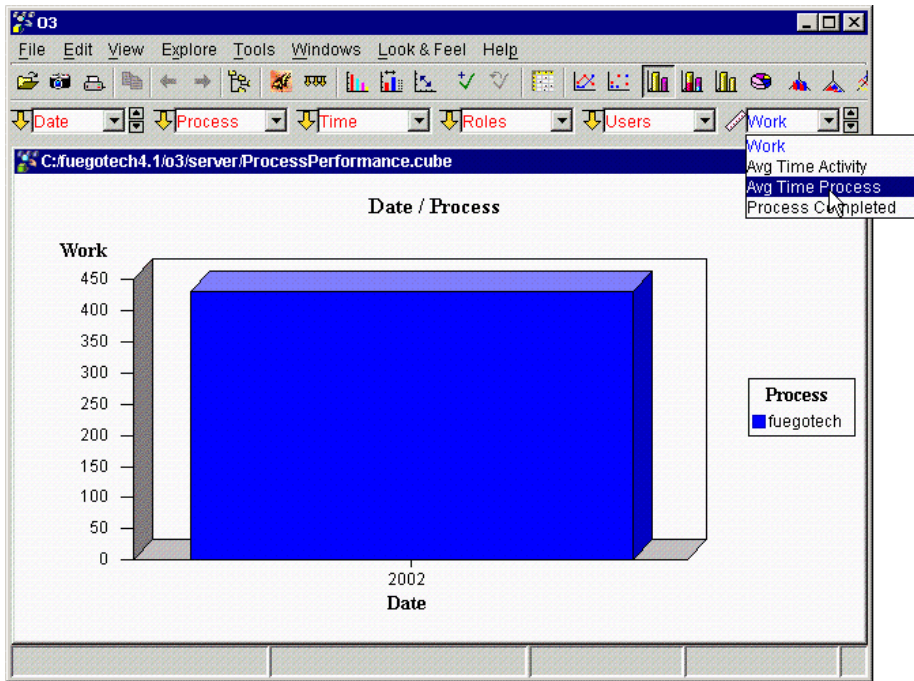 O3
File Edit View Explore Tools Windows Look & Feel Help
Date Process Time Roles Users Work
Work
Avg Time Activity
Avg Time Process
Process Completed
C:/fuegotech4.1/o3/server/ProcessPerformance.cube
Date / Process
Work
450
400
350
300
250
200
150
100
50
0
2002
Date
Process
fuegotech